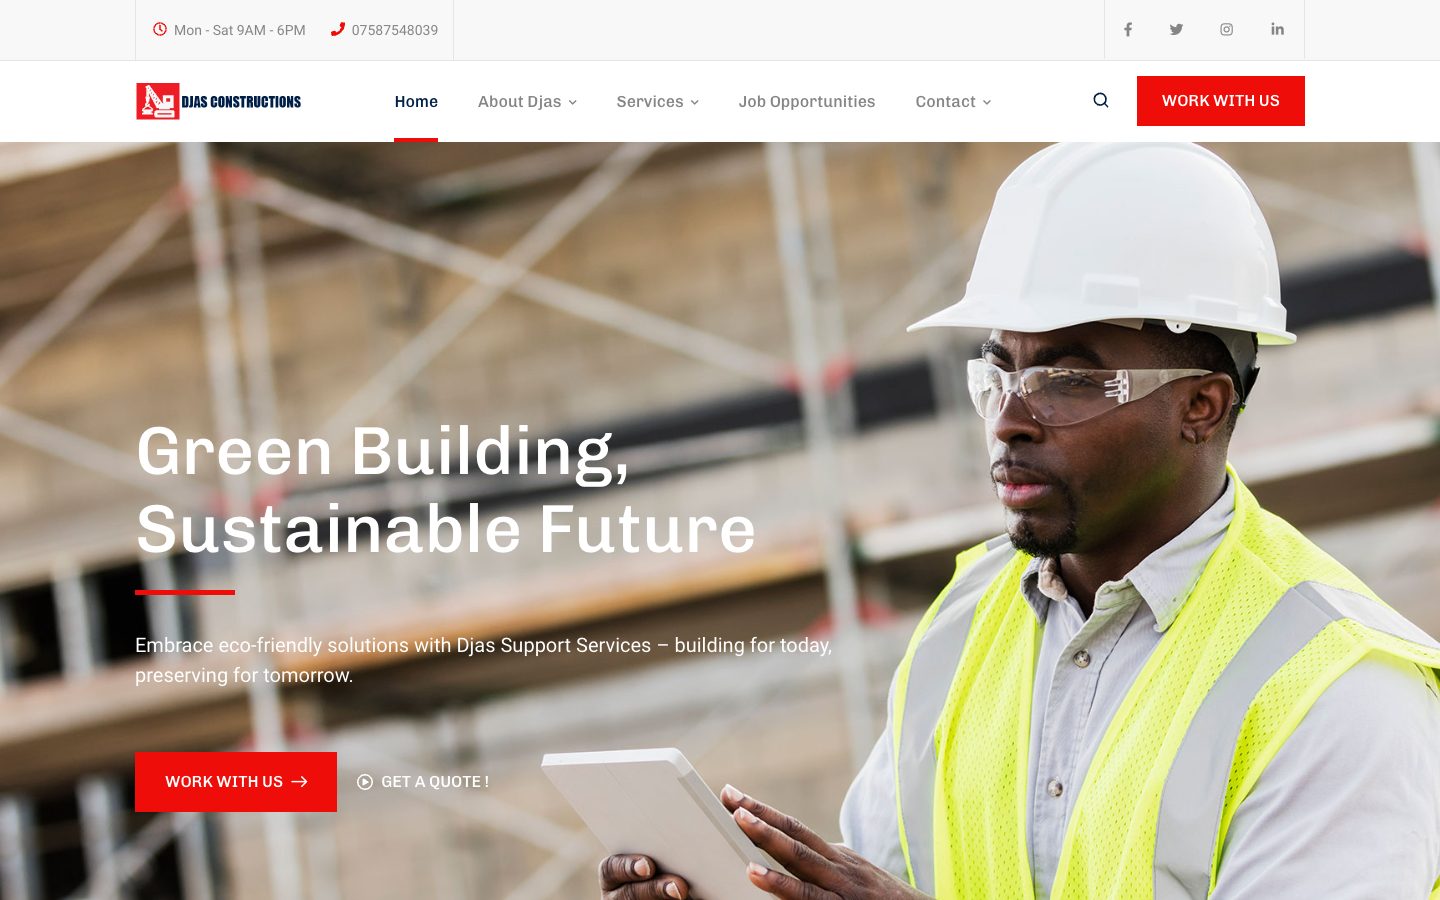 Mon - Sat 9AM - 6PM
07587548039
DJAS CONSTRUCTIONS
Home
About Djas
Services
Job Opportunities
Contact
WORK WITH US
Green Building,
Sustainable Future
Embrace eco-friendly solutions with Djas Support Services – building for today,
preserving for tomorrow.
WORK WITH US
GET A QUOTE !